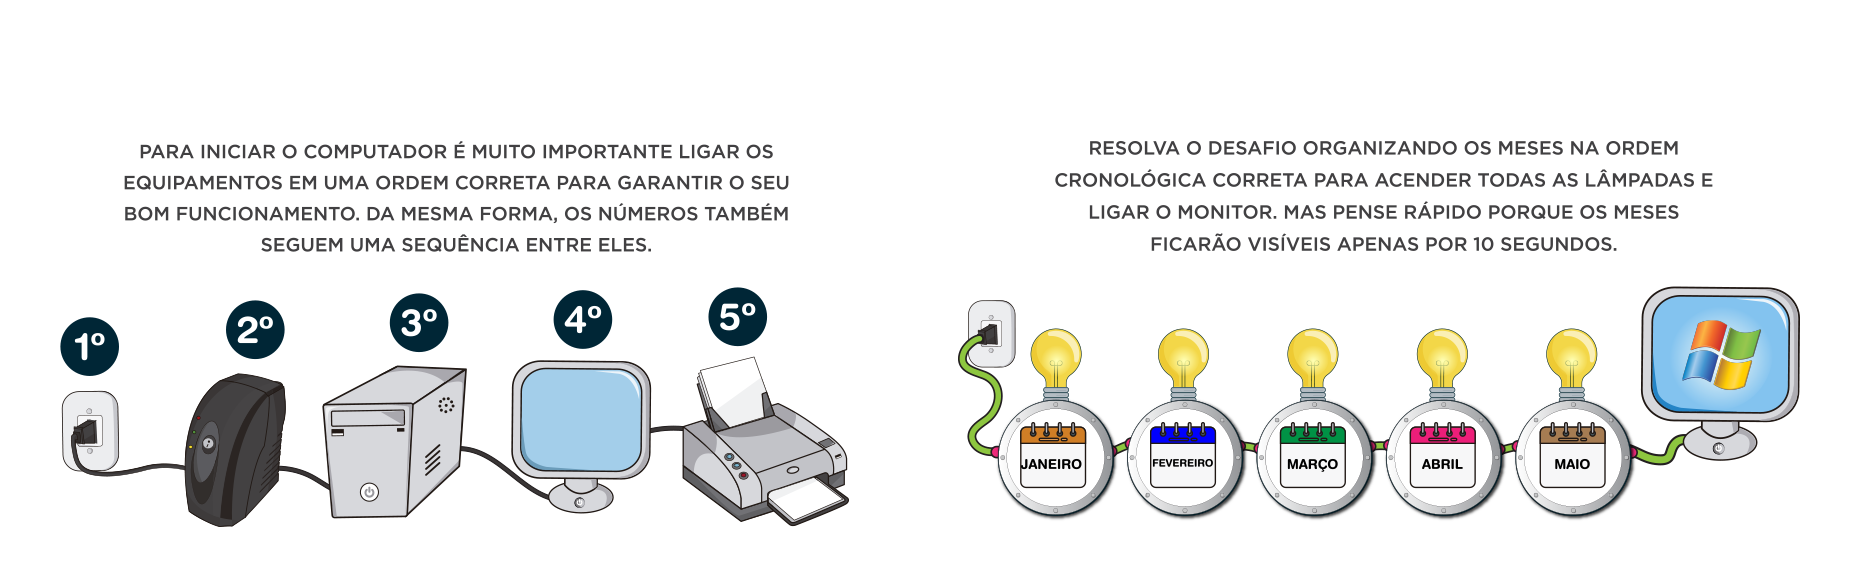 PARA INICIAR O COMPUTADOR É MUITO IMPORTANTE LIGAR OS
EQUIPAMENTOS EM UMA ORDEM CORRETA PARA GARANTIR O SEU
BOM FUNCIONAMENTO. DA MESMA FORMA, OS NÚMEROS TAMBÉM
SEGUEM UMA SEQUÊNCIA ENTRE ELES.
1º
2º
3º
4º
5º
RESOLVA O DESAFIO ORGANIZANDO OS MESES NA ORDEM
CRONOLÓGICA CORRETA PARA ACENDER TODAS AS LÂMPADAS E
LIGAR O MONITOR. MAS PENSE RÁPIDO PORQUE OS MESES
FICARÃO VISÍVEIS APENAS POR 10 SEGUNDOS.
JANEIRO
FEVEREIRO
MARÇO
ABRIL
MAIO